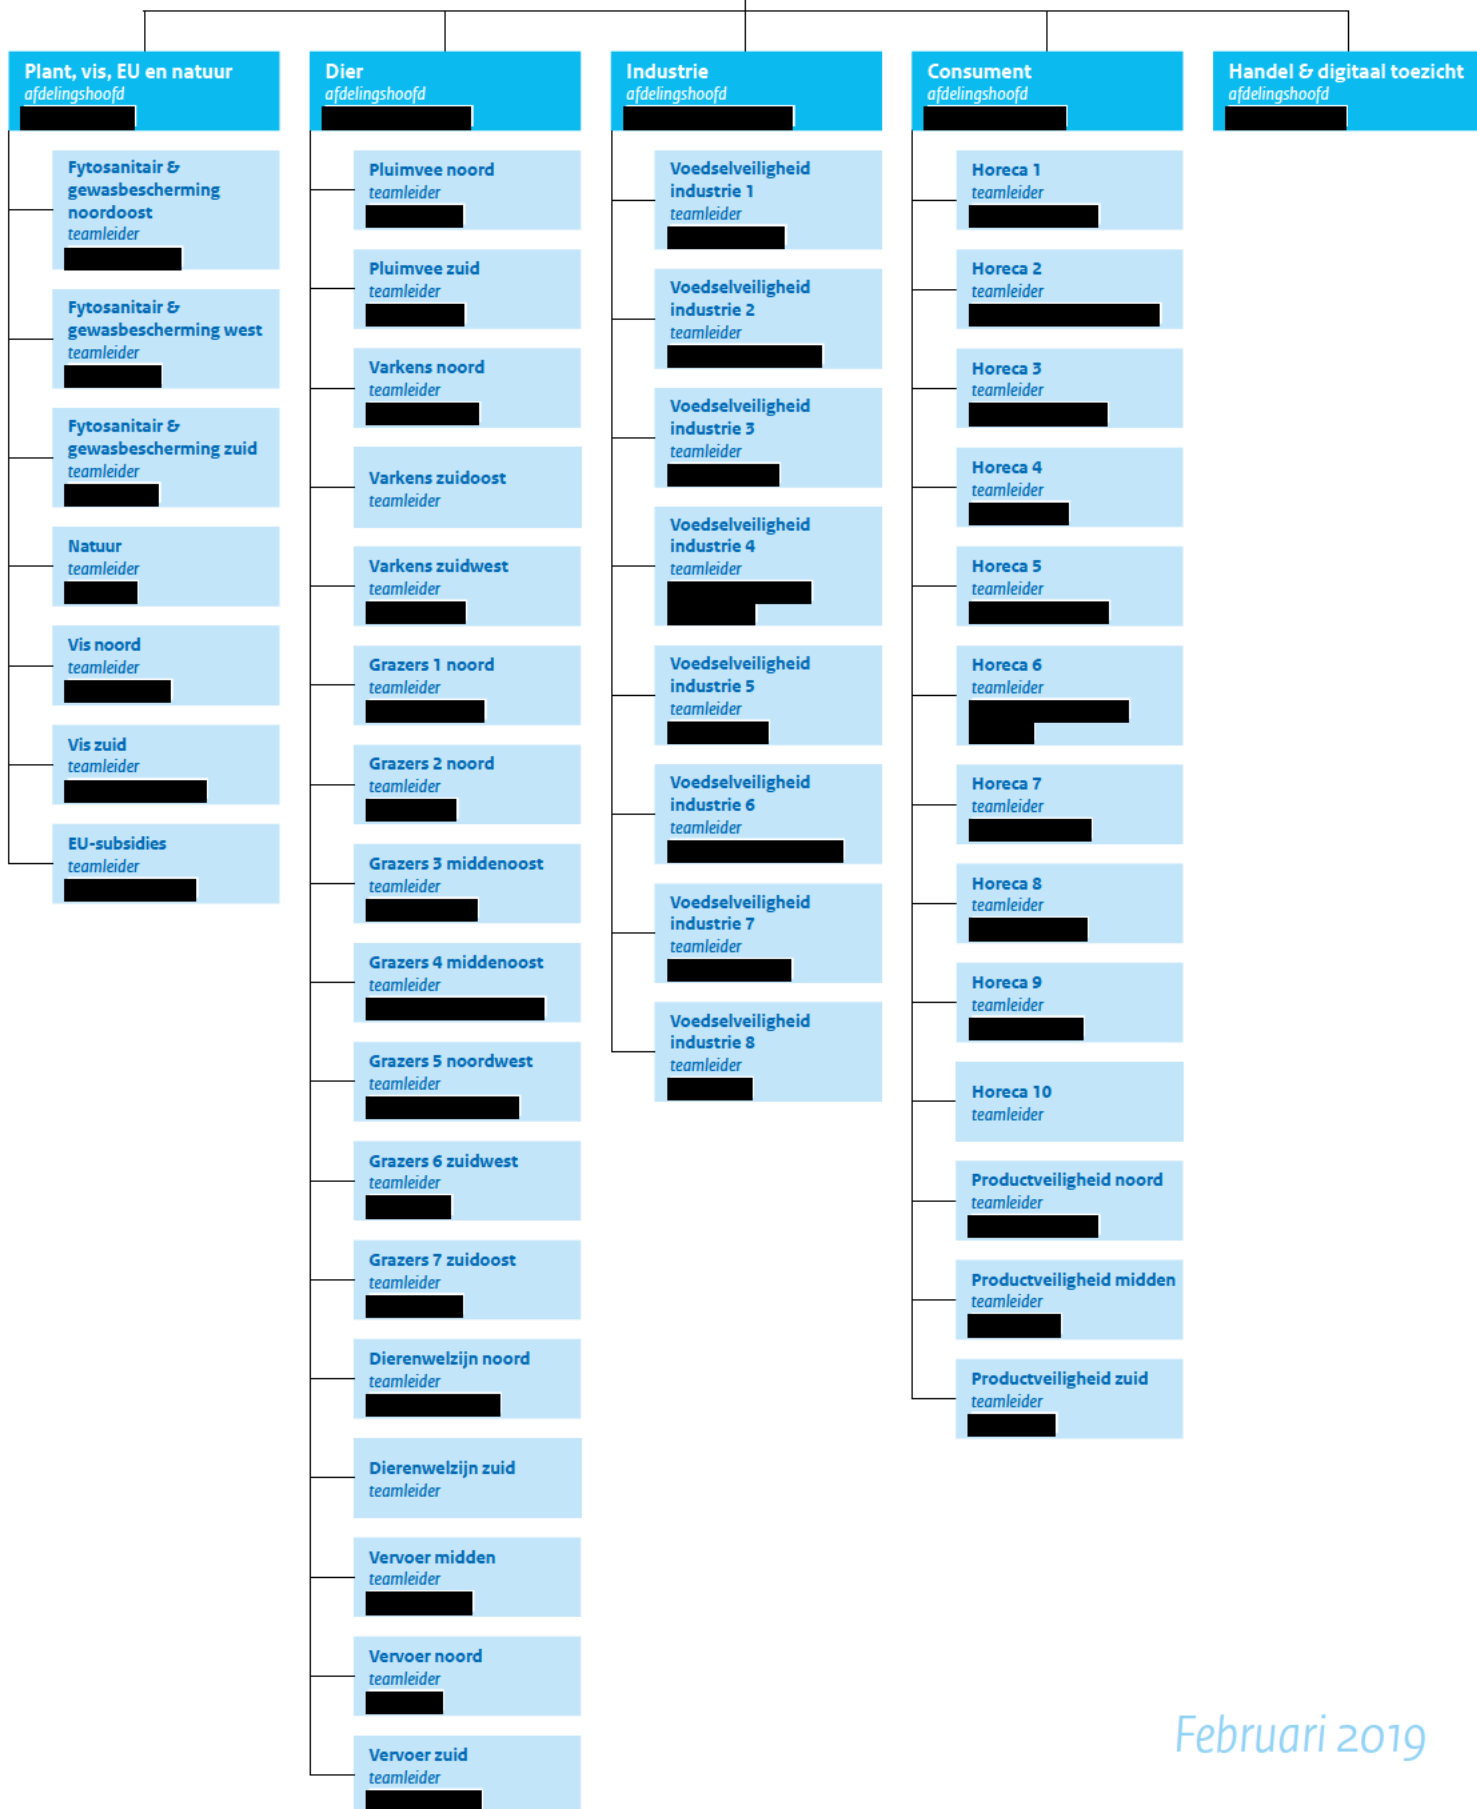 Plant, vis, EU en natuur
afdelingshoofd
Fytosanitair &
gewasbescherming
noordoost
teamleider
Fytosanitair &
gewasbescherming west
teamleider
Fytosanitair &
gewasbescherming zuid
teamleider
Natuur
teamleider
Vis noord
teamleider
Vis zuid
teamleider
EU-subsidies
teamleider
Dier
afdelingshoofd
Pluimvee noord
teamleider
Pluimvee zuid
teamleider
Varkens noord
teamleider
Varkens zuidoost
teamleider
Varkens zuidwest
teamleider
Grazers 1 noord
teamleider
Grazers 2 noord
teamleider
Grazers 3 middenoost
teamleider
Grazers 4 middenoost
teamleider
Grazers 5 noordwest
teamleider
Grazers 6 zuidwest
teamleider
Grazers 7 zuidoost
teamleider
Dierenwelzijn noord
teamleider
Dierenwelzijn zuid
teamleider
Vervoer midden
teamleider
Vervoer noord
teamleider
Vervoer zuid
teamleider
Industrie
afdelingshoofd
Voedselveiligheid
industrie 1
teamleider
Voedselveiligheid
industrie 2
teamleider
Voedselveiligheid
industrie 3
teamleider
Voedselveiligheid
industrie 4
teamleider
Voedselveiligheid
industrie 5
teamleider
Voedselveiligheid
industrie 6
teamleider
Voedselveiligheid
industrie 7
teamleider
Voedselveiligheid
industrie 8
teamleider
Consument
afdelingshoofd
Horeca 1
teamleider
Horeca 2
teamleider
Horeca 3
teamleider
Horeca 4
teamleider
Horeca 5
teamleider
Horeca 6
teamleider
Horeca 7
teamleider
Horeca 8
teamleider
Horeca 9
teamleider
Horeca 10
teamleider
Productveiligheid noord
teamleider
Productveiligheid midden
teamleider
Productveiligheid zuid
teamleider
Handel & digitaal toezicht
afdelingshoofd
Februari 2019